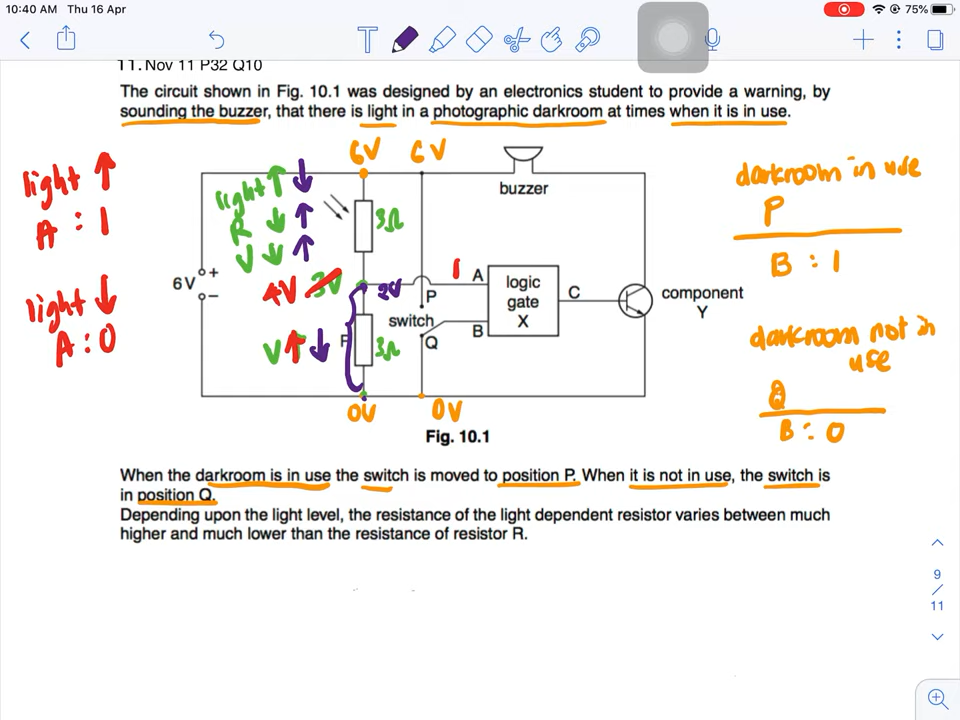 10:40 AM Thu 16 Apr
75%
T
11. Nov 11 P32 Q10
The circuit shown in Fig. 10.1 was designed by an electronics student to provide a warning, by
sounding the buzzer, that there is light in a photographic darkroom at times when it is in use.
light ↑
A : 1
light ↓
A : 0
6V 6V
light ↑ ↓
R ↓ ↑
V ↓ ↑
3Ω
buzzer
6V + −
4V 3V 2V
1 A
P
switch
Q
B
logic
gate
X
C
component
Y
V ↑ ↓
3Ω
0V 0V
darkroom in use
P
B : 1
darkroom not in
use
Q
B : 0
Fig. 10.1
When the darkroom is in use the switch is moved to position P. When it is not in use, the switch is
in position Q.
Depending upon the light level, the resistance of the light dependent resistor varies between much
higher and much lower than the resistance of resistor R.
9
/
11